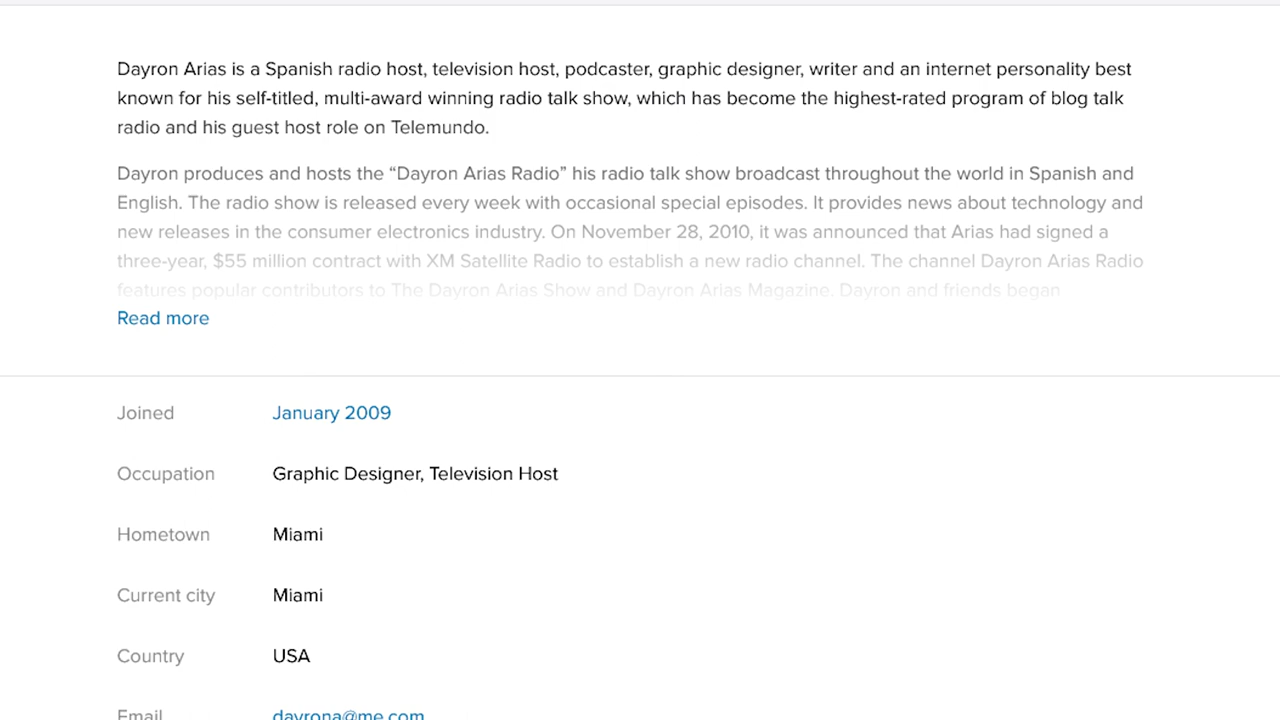 Dayron Arias is a Spanish radio host, television host, podcaster, graphic designer, writer and an internet personality best
known for his self-titled, multi-award winning radio talk show, which has become the highest-rated program of blog talk
radio and his guest host role on Telemundo.
Dayron produces and hosts the “Dayron Arias Radio” his radio talk show broadcast throughout the world in Spanish and
English. The radio show is released every week with occasional special episodes. It provides news about technology and
new releases in the consumer electronics industry. On November 28, 2010, it was announced that Arias had signed a
three-year, $55 million contract with XM Satellite Radio to establish a new radio channel. The channel Dayron Arias Radio
features popular contributors to The Dayron Arias Show and Dayron Arias Magazine. Dayron and friends began
Read more
Joined January 2009
Occupation Graphic Designer, Television Host
Hometown Miami
Current city Miami
Country USA
Email dayrona@me.com